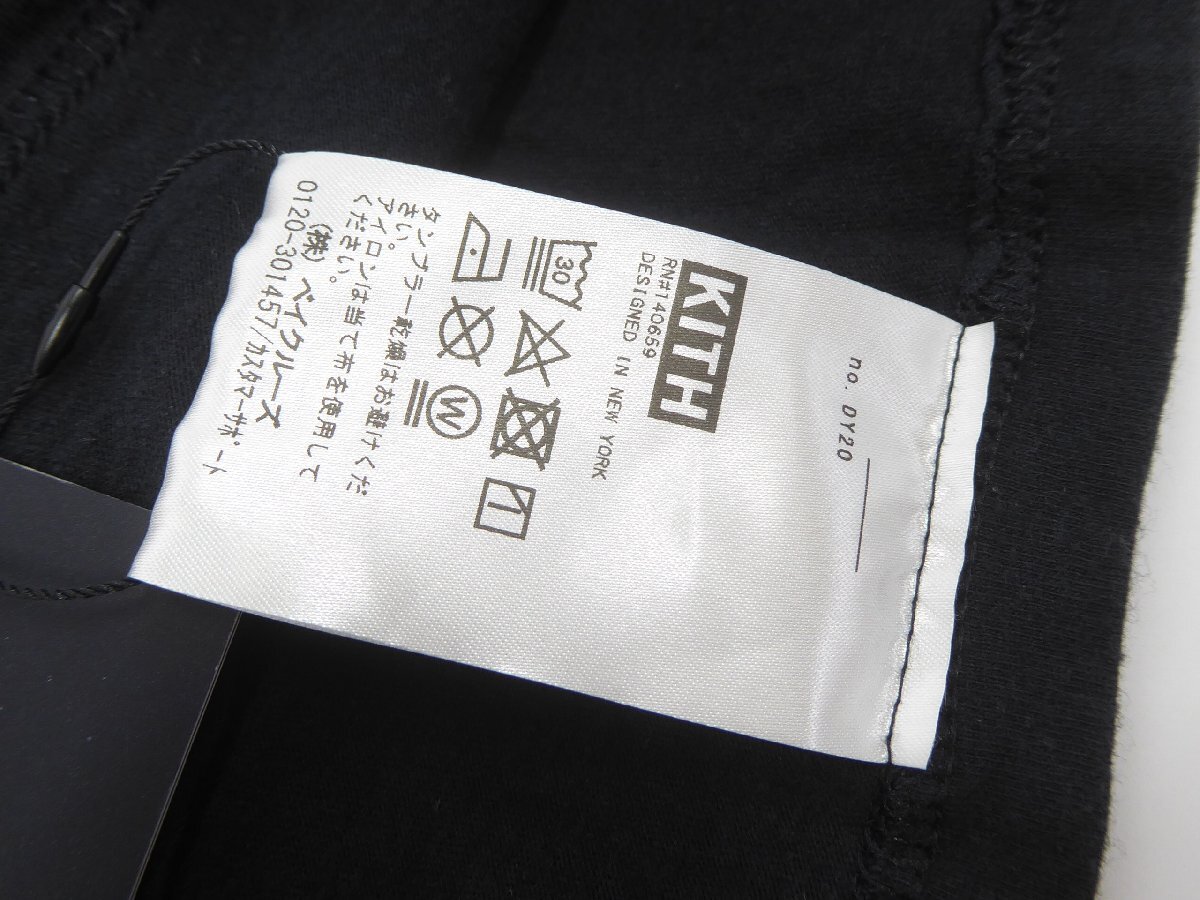 no. DY20
KITH
RN#140659
DESIGNED IN NEW YORK
30
W
タンブラー乾燥はお避けくだ
さい。
アイロンは当て布を使用して
ください。
(株) ベイクルーズ
0120-301457/カスタマーサポート